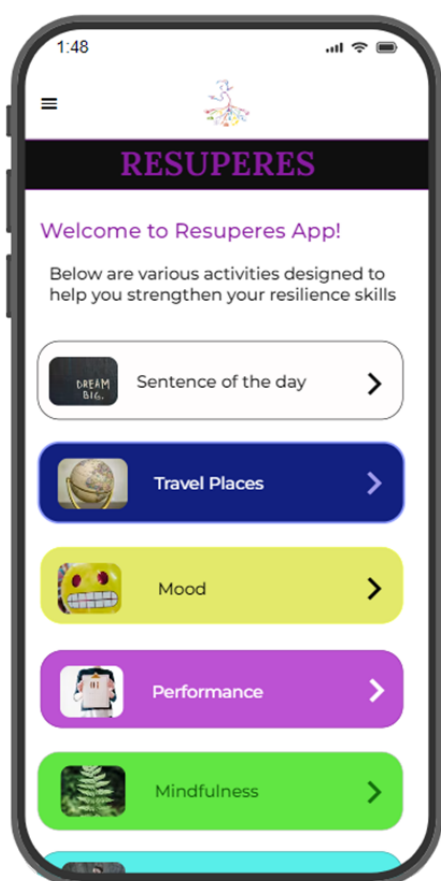 1:48
RESUPERES
Welcome to Resuperes App!
Below are various activities designed to
help you strengthen your resilience skills
DREAM
BIG.
Sentence of the day
Travel Places
Mood
Performance
Mindfulness